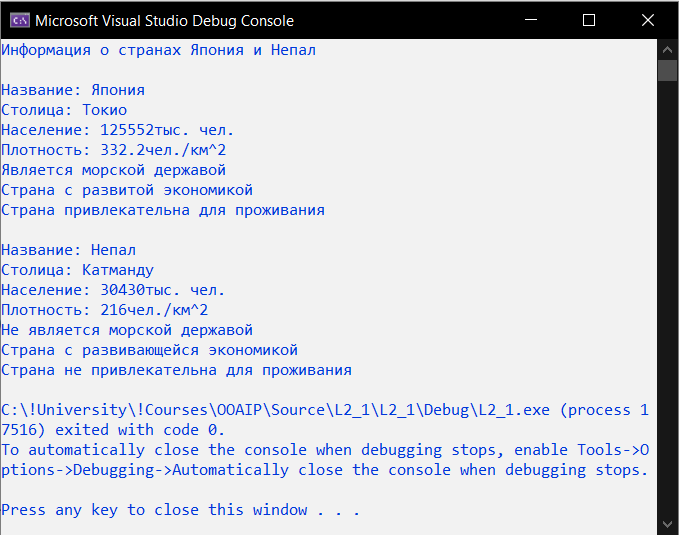 Microsoft Visual Studio Debug Console
Информация о странах Япония и Непал
Название: Япония
Столица: Токио
Население: 125552тыс. чел.
Плотность: 332.2чел./км^2
Является морской державой
Страна с развитой экономикой
Страна привлекательна для проживания
Название: Непал
Столица: Катманду
Население: 30430тыс. чел.
Плотность: 216чел./км^2
Не является морской державой
Страна с развивающейся экономикой
Страна не привлекательна для проживания
C:\!University\!Courses\OOAIP\Source\L2_1\L2_1\Debug\L2_1.exe (process 1
7516) exited with code 0.
To automatically close the console when debugging stops, enable Tools->O
ptions->Debugging->Automatically close the console when debugging stops.
Press any key to close this window . . .